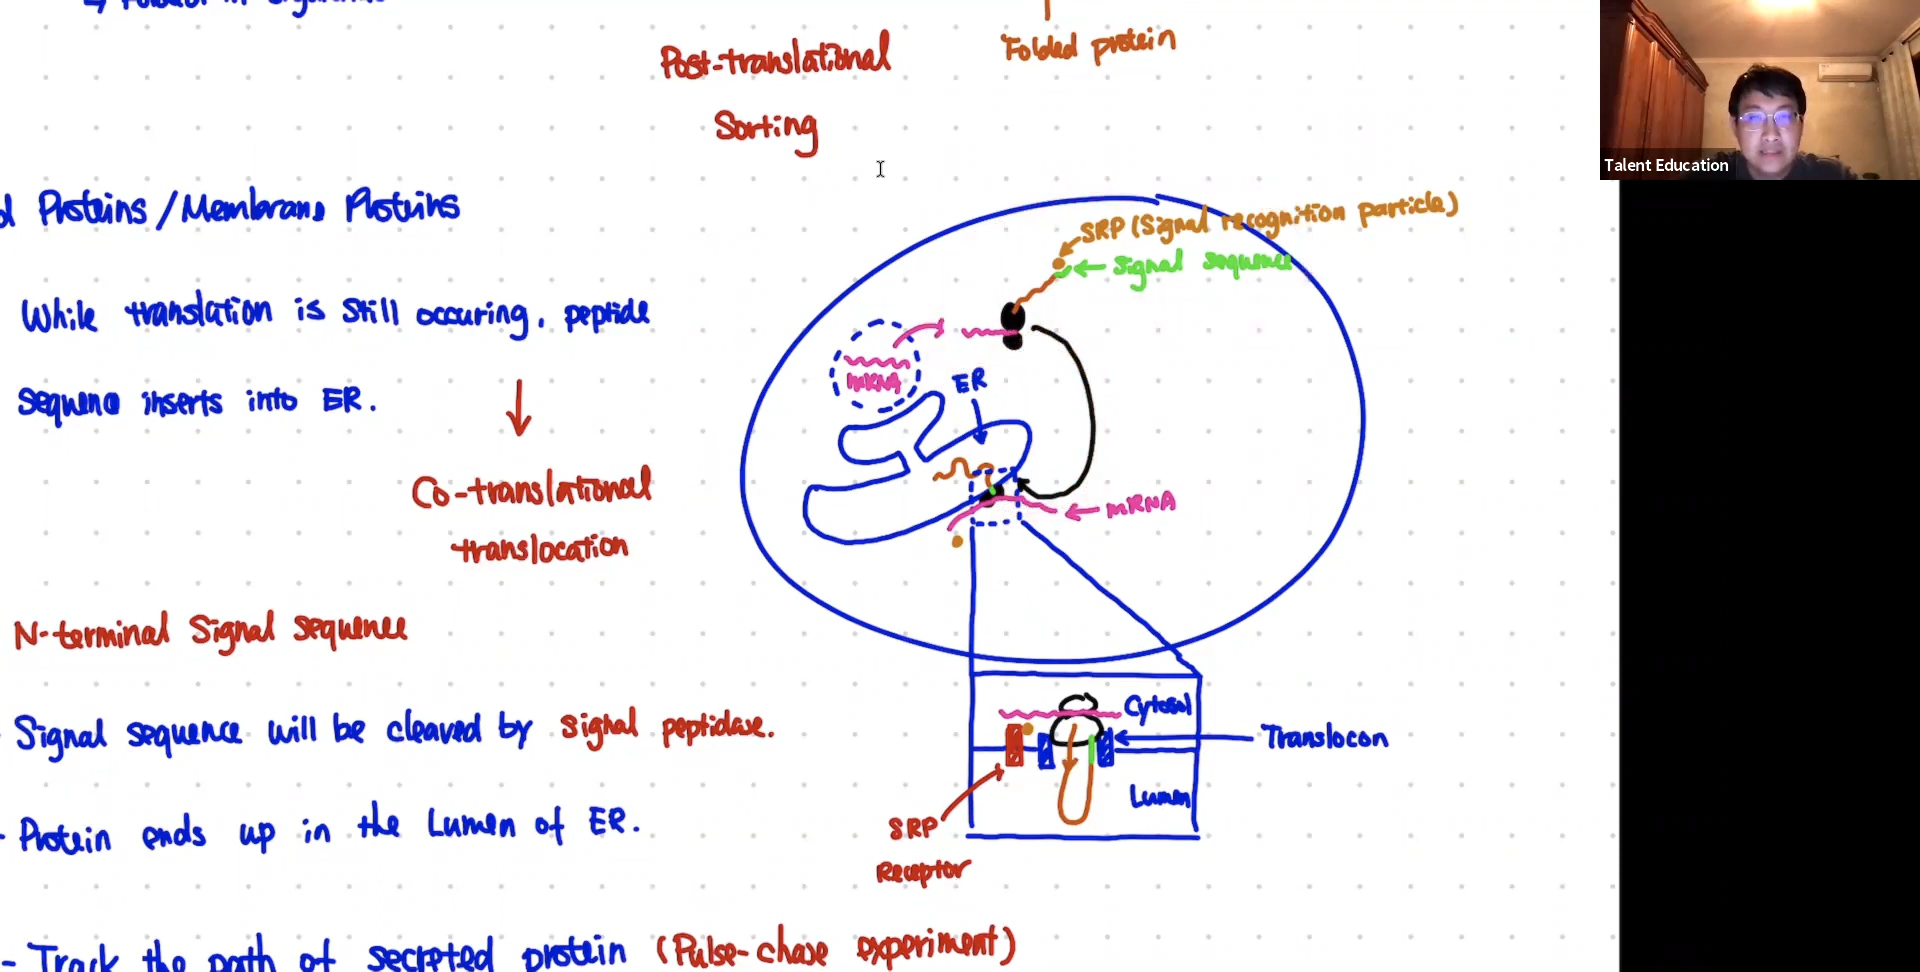 Post-translational
Sorting
Folded protein
Talent Education
Proteins/Membrane Proteins
While translation is still occuring, peptide
inserts into ER.
Co-translational
translocation
SRP (Signal recognition particle)
Signal sequence
mRNA
ER
mRNA
N-terminal Signal sequence
Signal sequence will be cleaved by signal peptidase.
- Protein ends up in the Lumen of ER.
Cytosol
Translocon
Lumen
SRP
Receptor
- Track the path of secreted protein (Pulse-chase experiment)